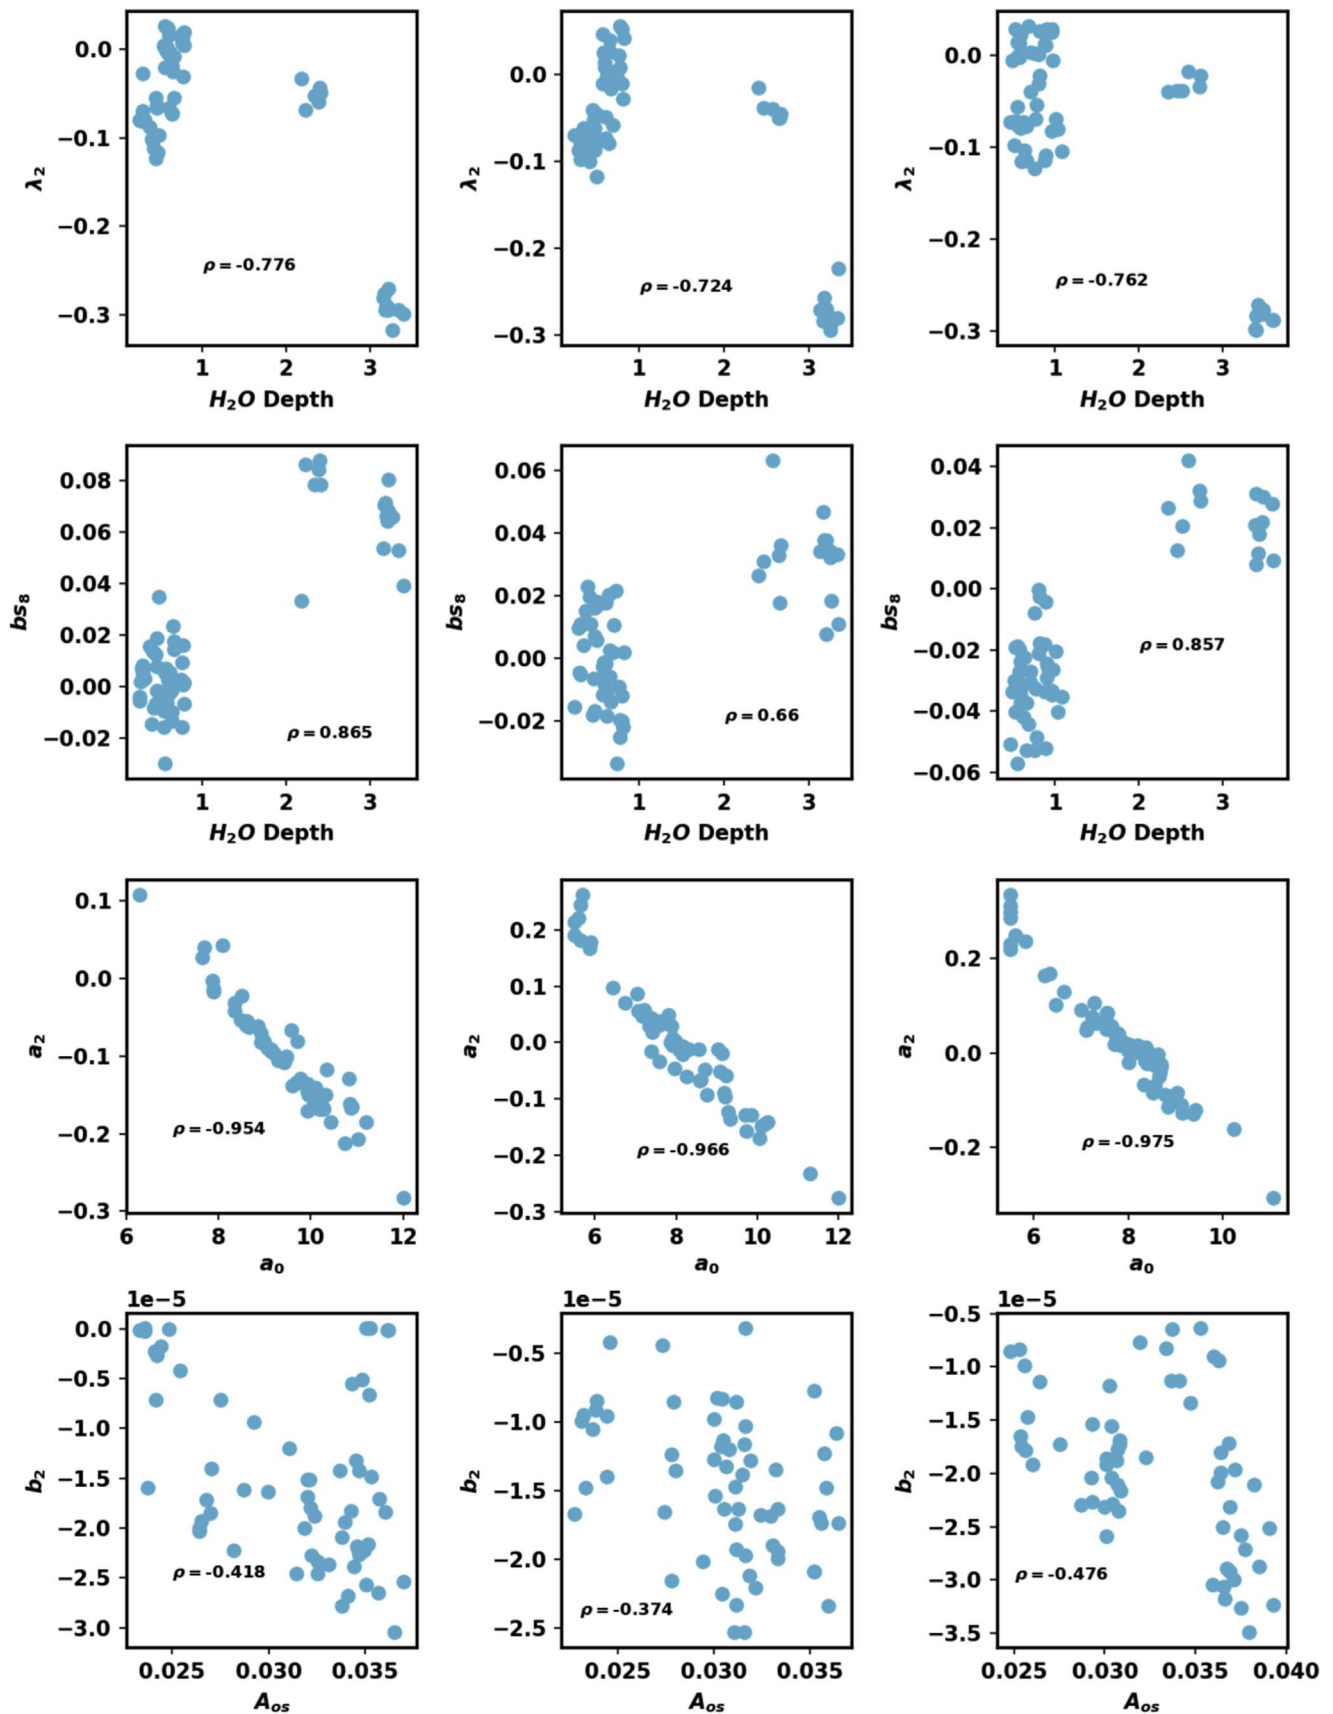 0.0
−0.1
−0.2
−0.3
λ₂
ρ = -0.776
1 2 3
H₂O Depth
0.0
−0.1
−0.2
−0.3
λ₂
ρ = -0.724
1 2 3
H₂O Depth
0.0
−0.1
−0.2
−0.3
λ₂
ρ = -0.762
1 2 3
H₂O Depth
0.08
0.06
0.04
0.02
0.00
−0.02
bs₈
ρ = 0.865
1 2 3
H₂O Depth
0.06
0.04
0.02
0.00
−0.02
bs₈
ρ = 0.66
1 2 3
H₂O Depth
0.04
0.02
0.00
−0.02
−0.04
−0.06
bs₈
ρ = 0.857
1 2 3
H₂O Depth
0.1
0.0
−0.1
−0.2
−0.3
a₂
ρ = -0.954
6 8 10 12
a₀
0.2
0.1
0.0
−0.1
−0.2
−0.3
a₂
ρ = -0.966
6 8 10 12
a₀
0.2
0.0
−0.2
a₂
ρ = -0.975
6 8 10
a₀
1e−5
0.0
−0.5
−1.0
−1.5
−2.0
−2.5
−3.0
b₂
ρ = -0.418
0.025 0.030 0.035
Aₒₛ
1e−5
−0.5
−1.0
−1.5
−2.0
−2.5
b₂
ρ = -0.374
0.025 0.030 0.035
Aₒₛ
1e−5
−0.5
−1.0
−1.5
−2.0
−2.5
−3.0
−3.5
b₂
ρ = -0.476
0.025 0.030 0.035 0.040
Aₒₛ